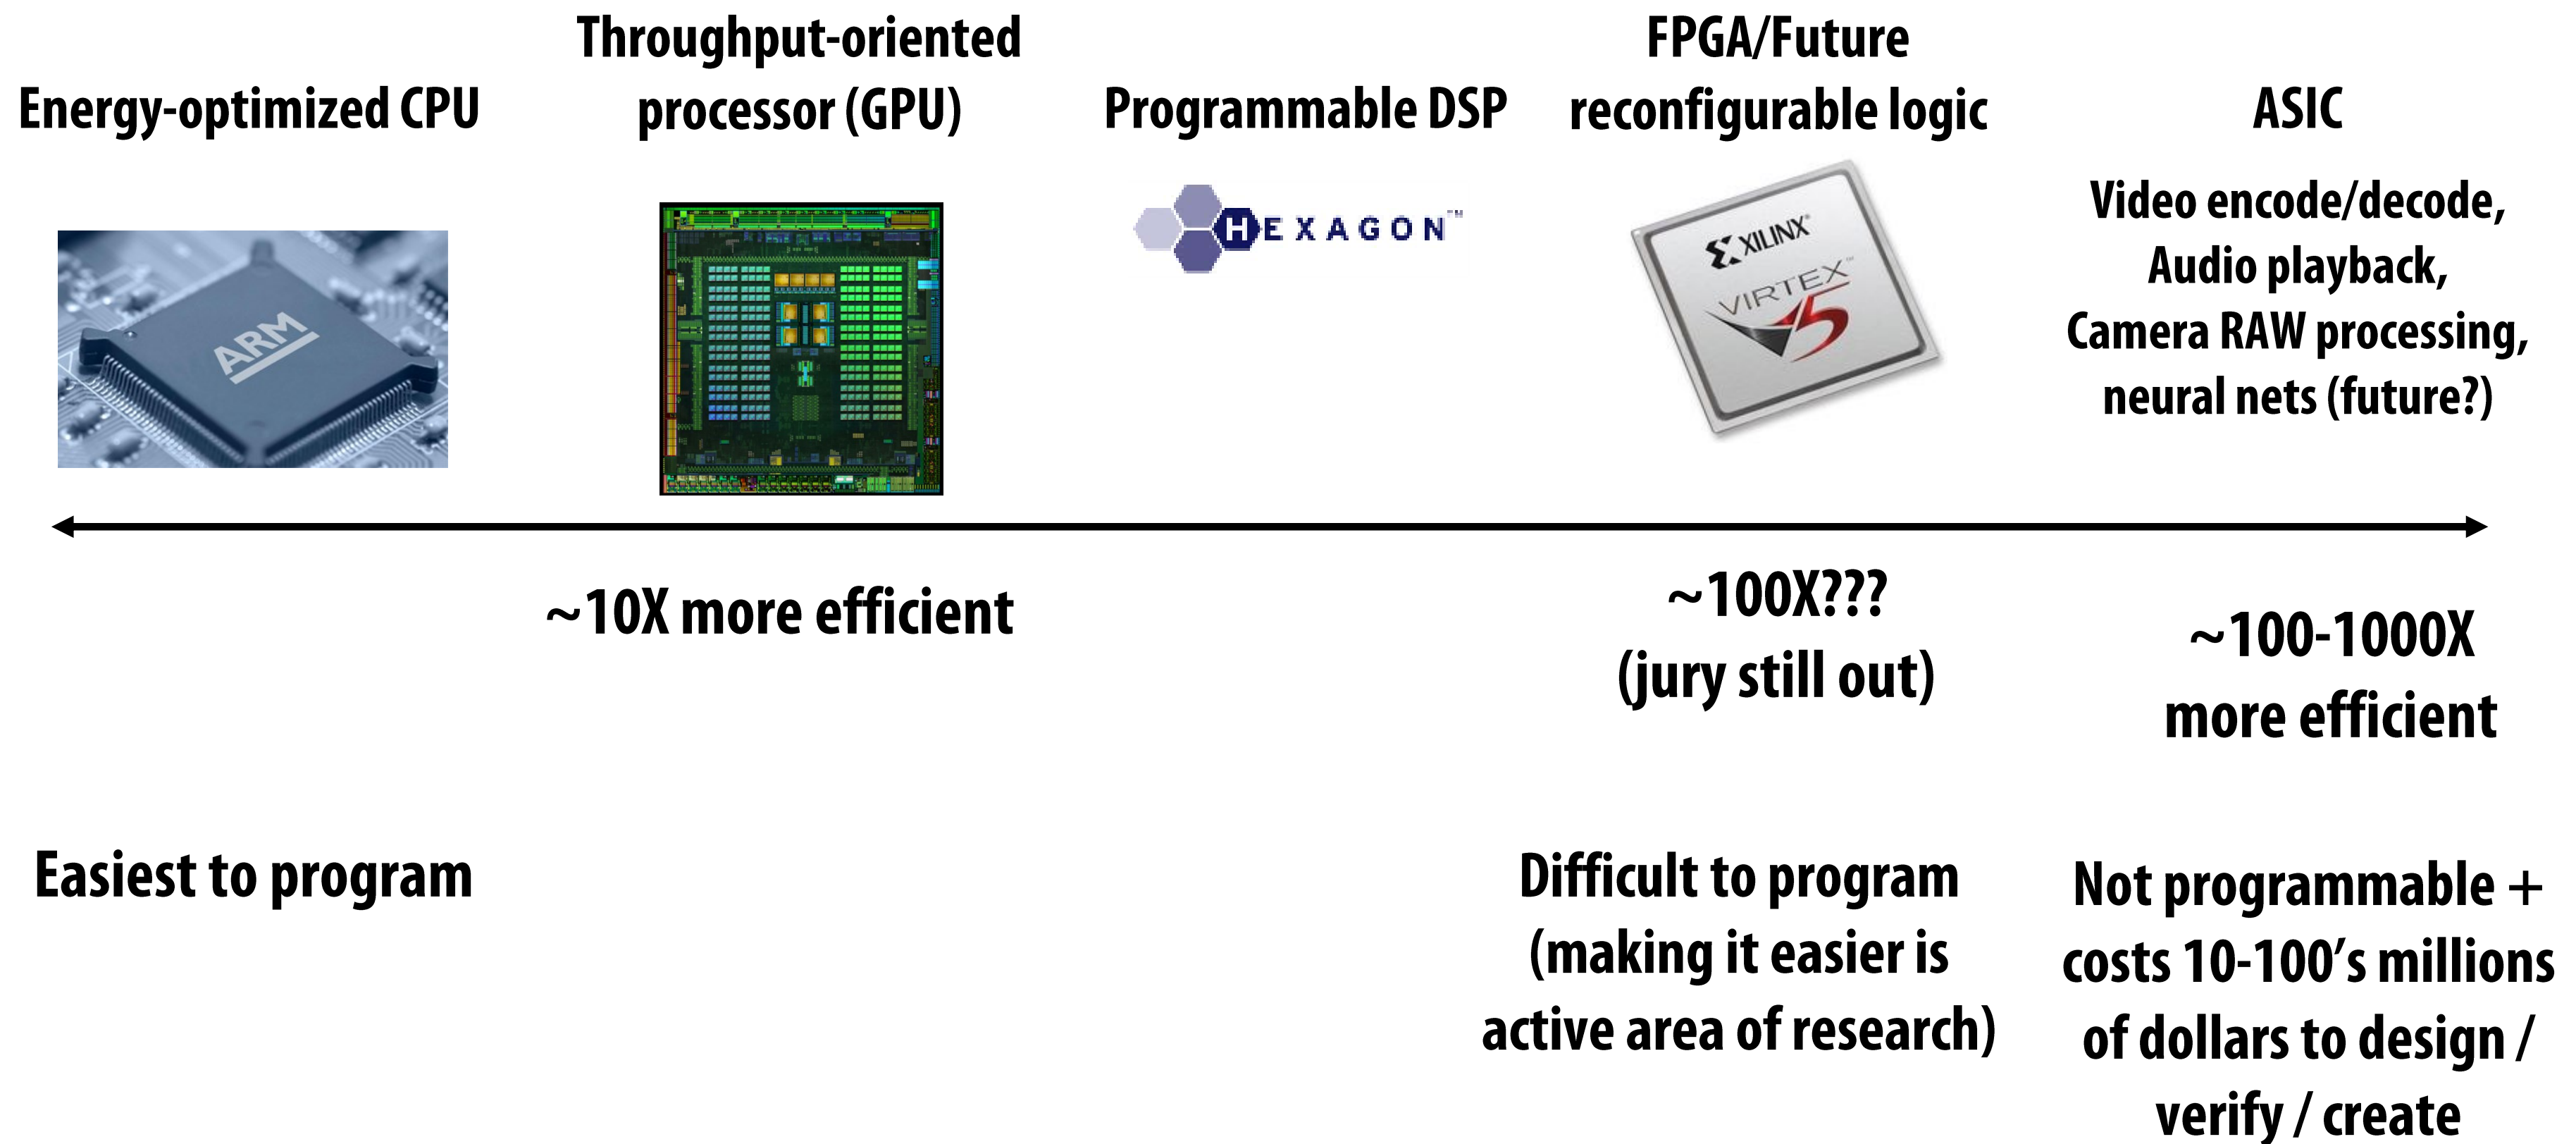 Energy-optimized CPU
Throughput-oriented
processor (GPU)
Programmable DSP
FPGA/Future
reconfigurable logic
ASIC
ARM
HEXAGON™
XILINX®
VIRTEX™
5
Video encode/decode,
Audio playback,
Camera RAW processing,
neural nets (future?)
~10X more efficient
~100X???
(jury still out)
~100-1000X
more efficient
Easiest to program
Difficult to program
(making it easier is
active area of research)
Not programmable +
costs 10-100’s millions
of dollars to design /
verify / create